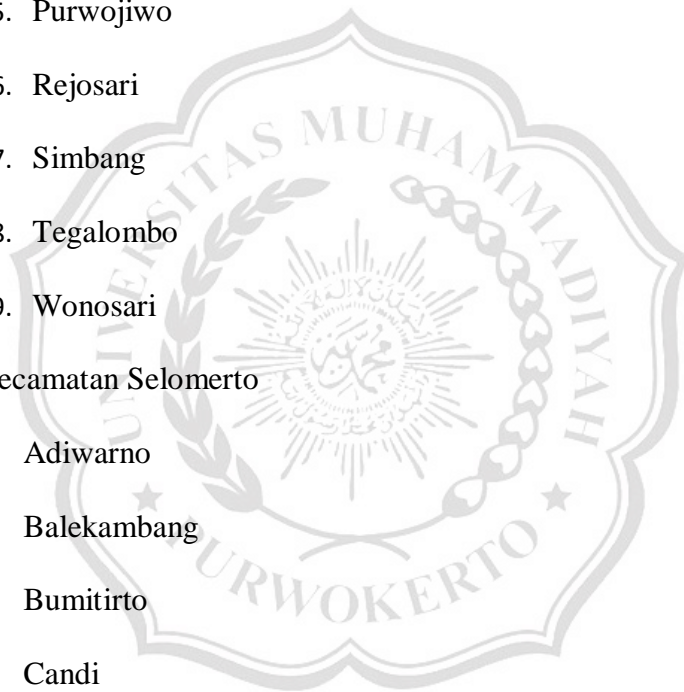 5. Purwojiwo
6. Rejosari
7. Simbang
8. Tegalombo
9. Wonosari
ecamatan Selomerto
Adiwarno
Balekambang
Bumitirto
Candi
UNIVERSITAS MUHAMMADIYAH
PURWOKERTO